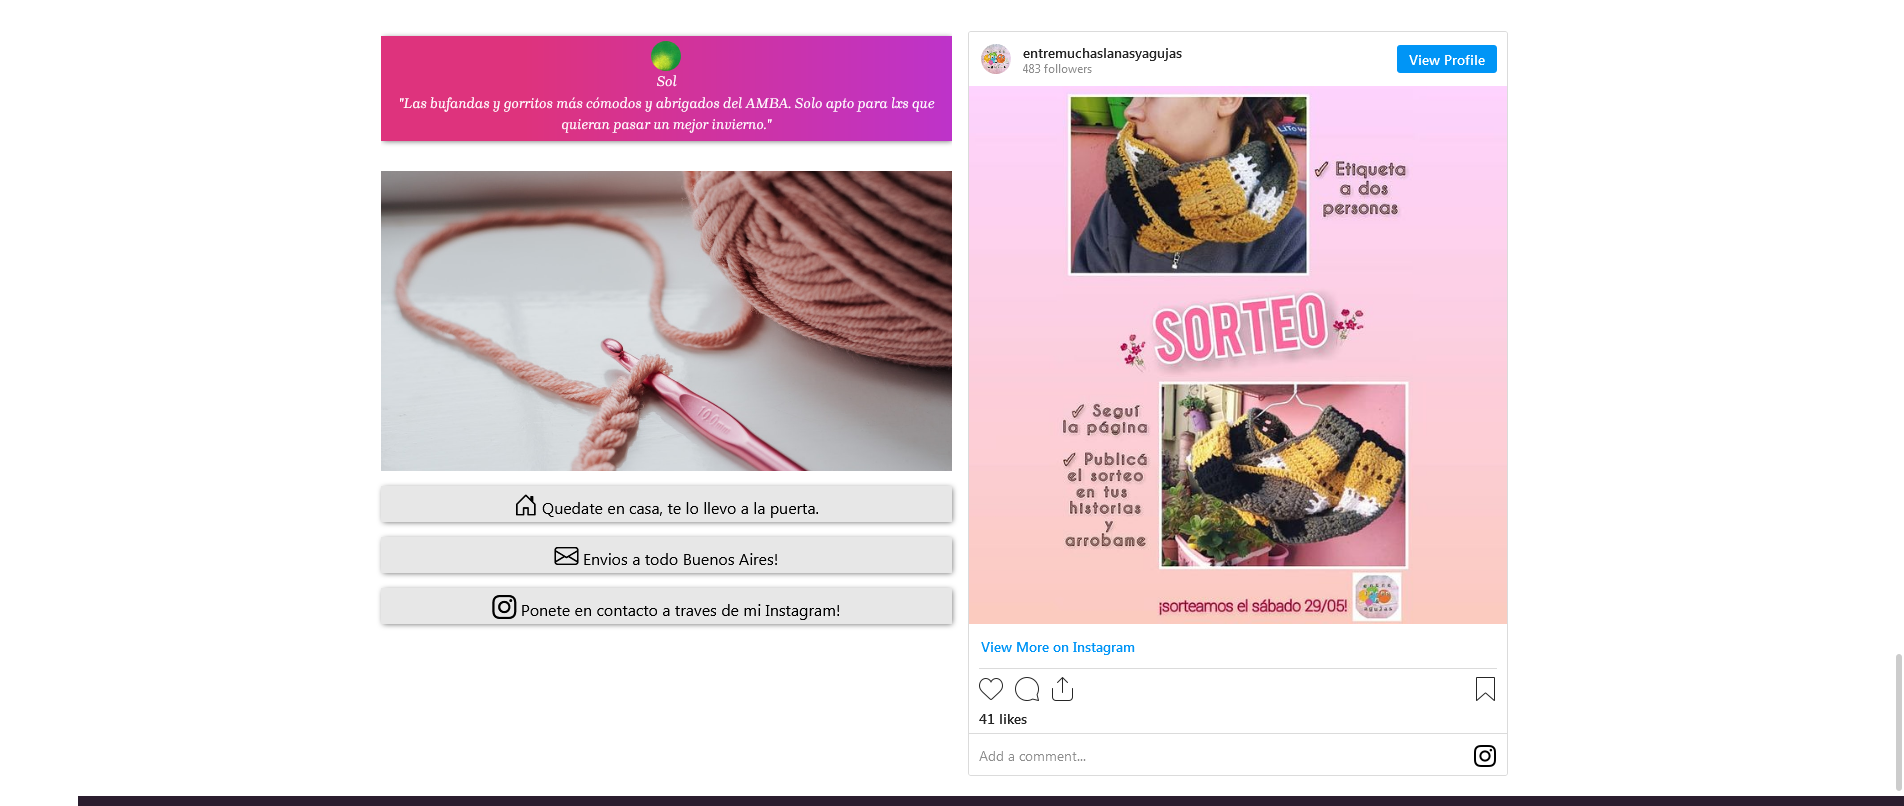 Sol
"Las bufandas y gorritos más cómodos y abrigados del AMBA. Solo apto para lxs que
quieran pasar un mejor invierno."
Quedate en casa, te lo llevo a la puerta.
Envios a todo Buenos Aires!
Ponete en contacto a traves de mi Instagram!
entremuchaslanasyagujas
483 followers
View Profile
✓ Etiqueta
a dos
personas
SORTEO
✓ Seguí
la página
✓ Publicá
el sorteo
en tus
historias
y
arrobame
¡sorteamos el sábado 29/05!
entre
agujas
View More on Instagram
41 likes
Add a comment...